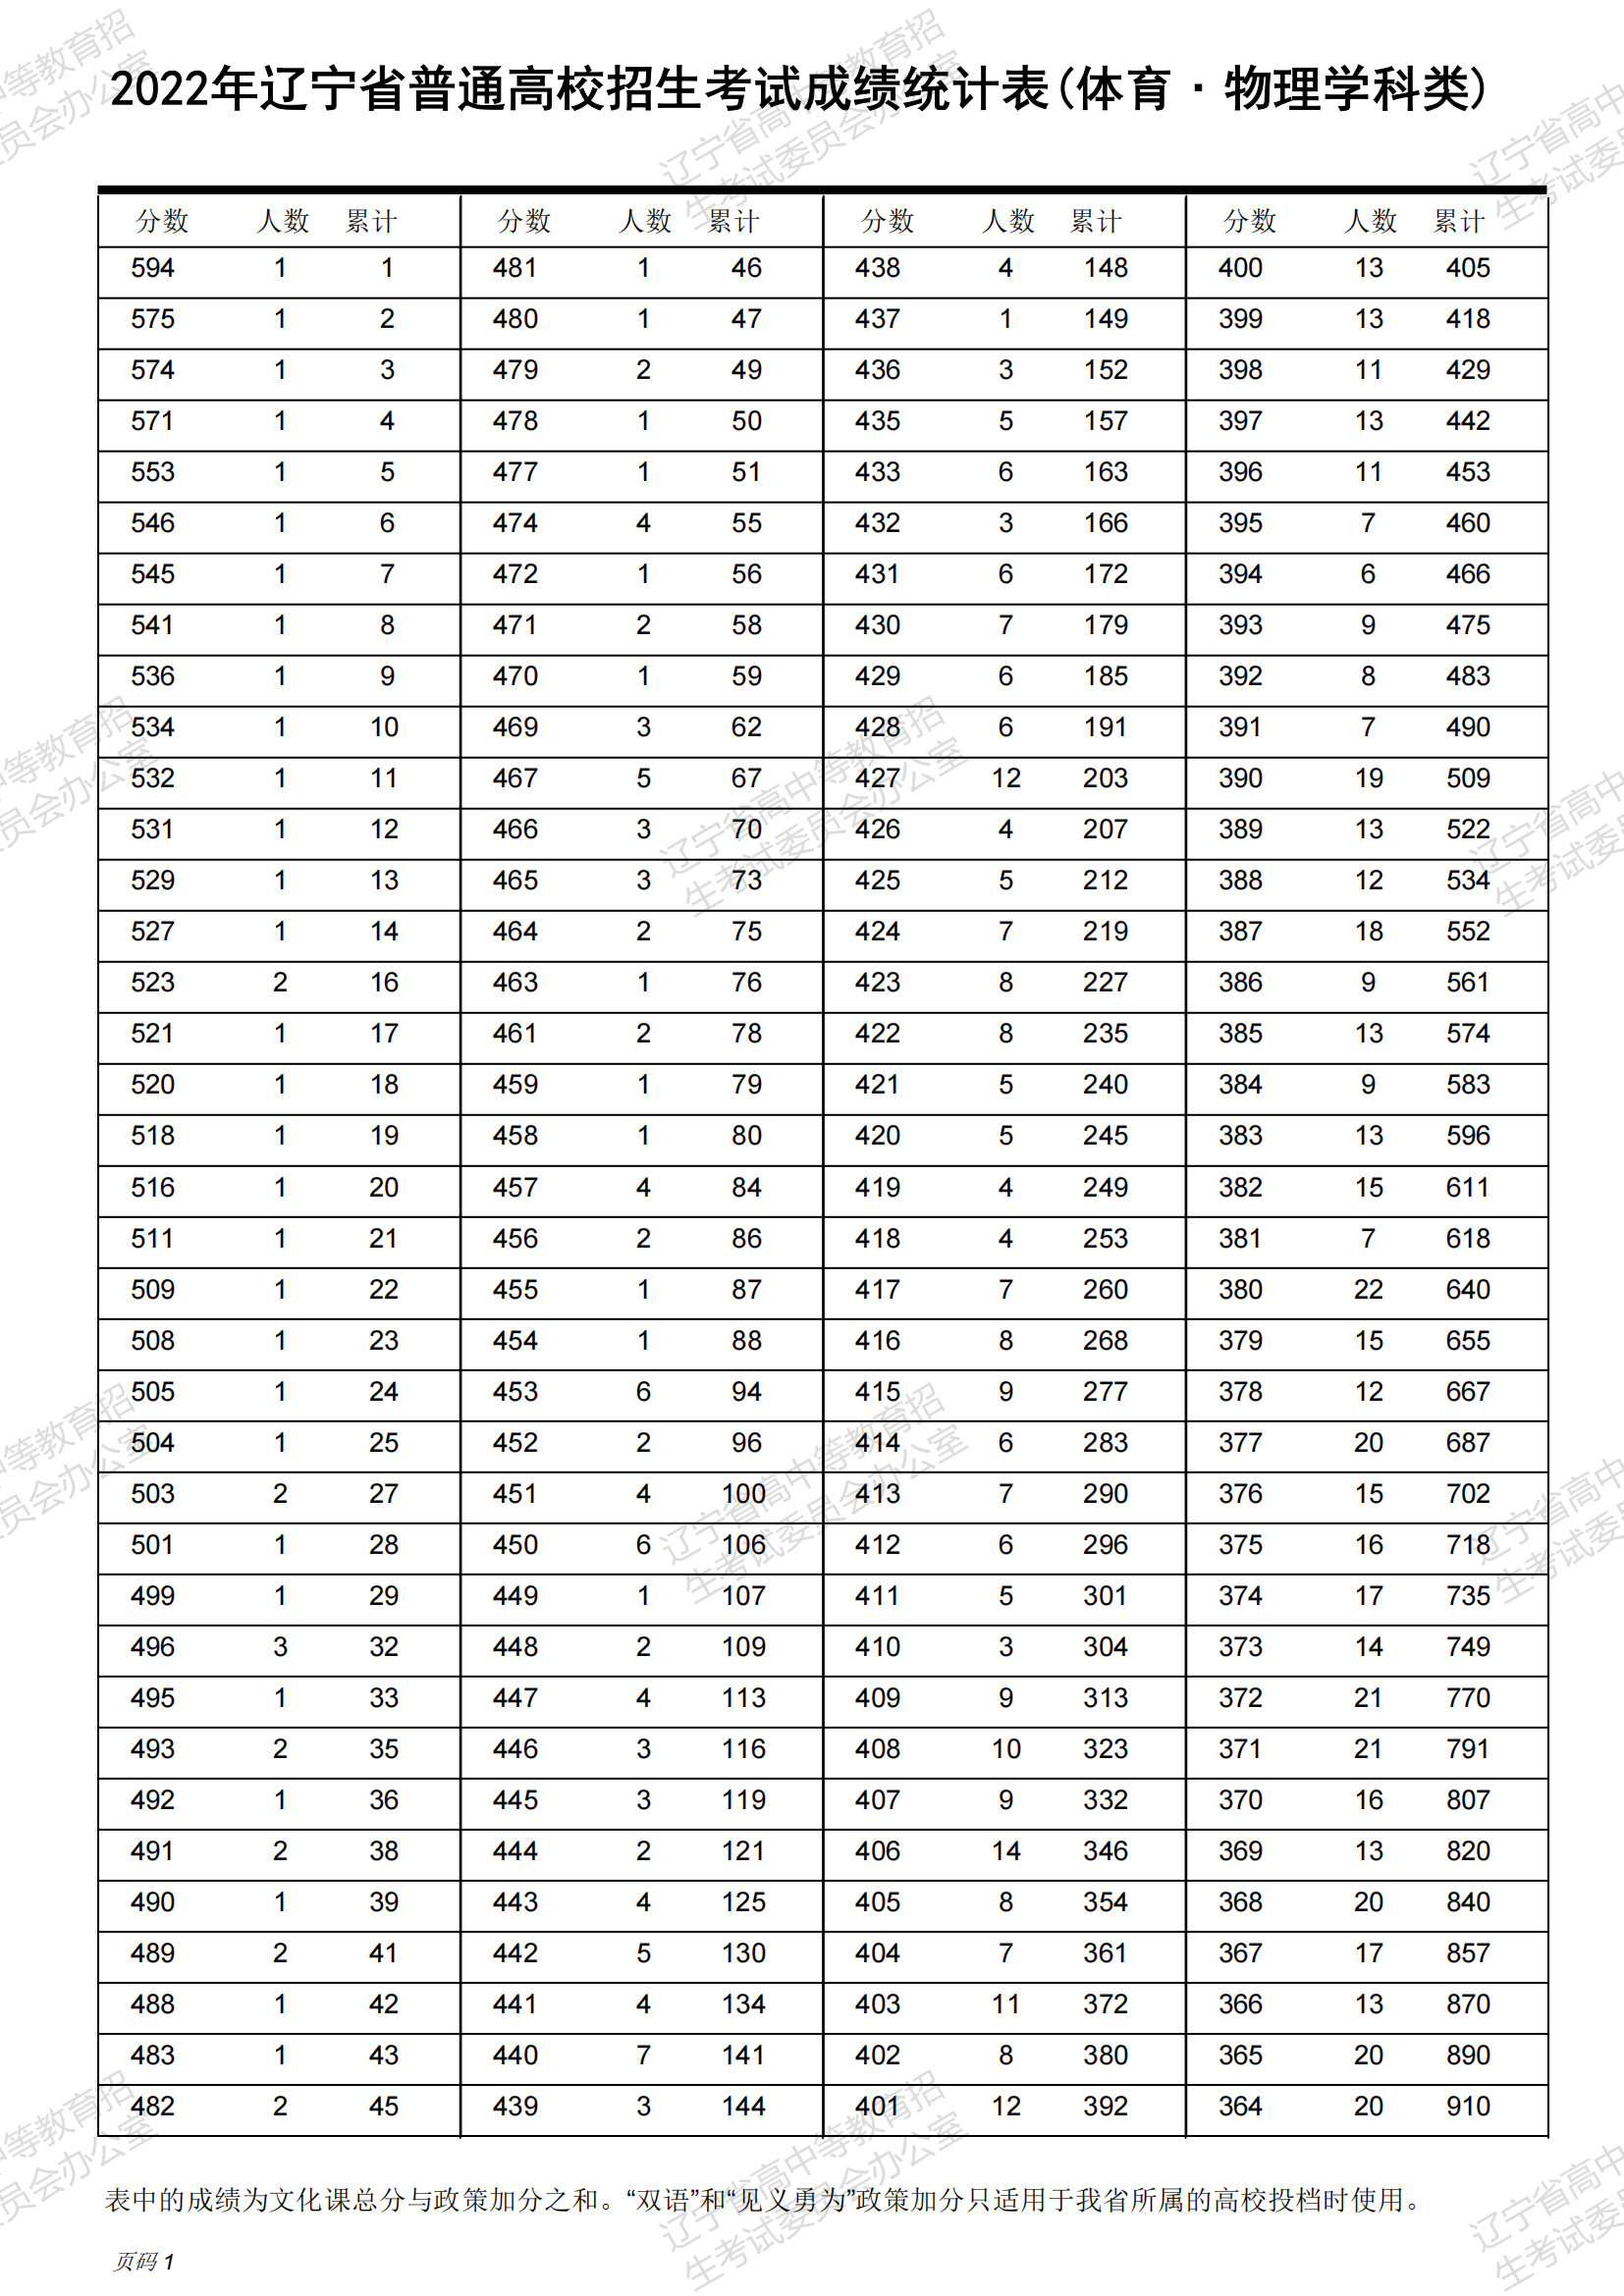 2022年辽宁省普通高校招生考试成绩统计表(体育·物理学科类)
分数 人数 累计 分数 人数 累计 分数 人数 累计 分数 人数 累计
594 1 1 481 1 46 438 4 148 400 13 405
575 1 2 480 1 47 437 1 149 399 13 418
574 1 3 479 2 49 436 3 152 398 11 429
571 1 4 478 1 50 435 5 157 397 13 442
553 1 5 477 1 51 433 6 163 396 11 453
546 1 6 474 4 55 432 3 166 395 7 460
545 1 7 472 1 56 431 6 172 394 6 466
541 1 8 471 2 58 430 7 179 393 9 475
536 1 9 470 1 59 429 6 185 392 8 483
534 1 10 469 3 62 428 6 191 391 7 490
532 1 11 467 5 67 427 12 203 390 19 509
531 1 12 466 3 70 426 4 207 389 13 522
529 1 13 465 3 73 425 5 212 388 12 534
527 1 14 464 2 75 424 7 219 387 18 552
523 2 16 463 1 76 423 8 227 386 9 561
521 1 17 461 2 78 422 8 235 385 13 574
520 1 18 459 1 79 421 5 240 384 9 583
518 1 19 458 1 80 420 5 245 383 13 596
516 1 20 457 4 84 419 4 249 382 15 611
511 1 21 456 2 86 418 4 253 381 7 618
509 1 22 455 1 87 417 7 260 380 22 640
508 1 23 454 1 88 416 8 268 379 15 655
505 1 24 453 6 94 415 9 277 378 12 667
504 1 25 452 2 96 414 6 283 377 20 687
503 2 27 451 4 100 413 7 290 376 15 702
501 1 28 450 6 106 412 6 296 375 16 718
499 1 29 449 1 107 411 5 301 374 17 735
496 3 32 448 2 109 410 3 304 373 14 749
495 1 33 447 4 113 409 9 313 372 21 770
493 2 35 446 3 116 408 10 323 371 21 791
492 1 36 445 3 119 407 9 332 370 16 807
491 2 38 444 2 121 406 14 346 369 13 820
490 1 39 443 4 125 405 8 354 368 20 840
489 2 41 442 5 130 404 7 361 367 17 857
488 1 42 441 4 134 403 11 372 366 13 870
483 1 43 440 7 141 402 8 380 365 20 890
482 2 45 439 3 144 401 12 392 364 20 910
表中的成绩为文化课总分与政策加分之和。“双语”和“见义勇为”政策加分只适用于我省所属的高校投档时使用。
页码 1
辽宁省高中等教育招
生考试委员会办公室